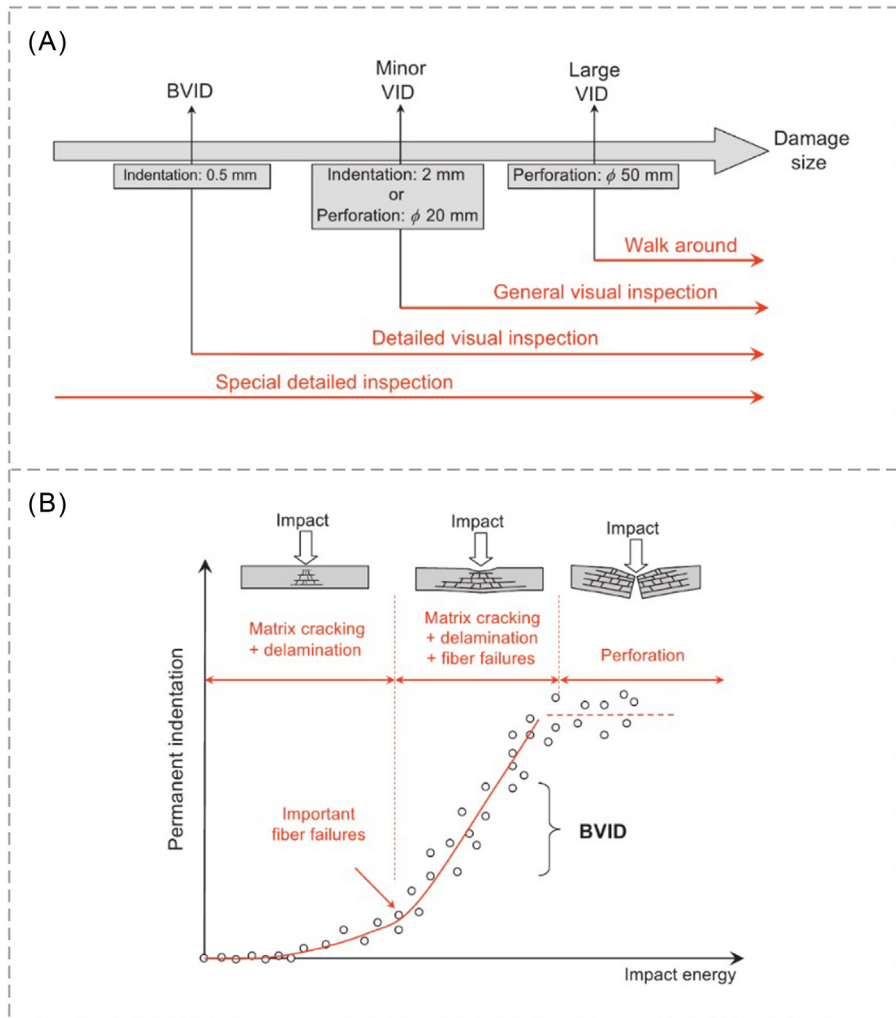 (A)
BVID
Minor
VID
Large
VID
Damage
size
Indentation: 0.5 mm
Indentation: 2 mm
or
Perforation: ϕ 20 mm
Perforation: ϕ 50 mm
Walk around
General visual inspection
Detailed visual inspection
Special detailed inspection
(B)
Impact
Impact
Impact
Matrix cracking
+ delamination
Matrix cracking
+ delamination
+ fiber failures
Perforation
Permanent indentation
Important
fiber failures
BVID
Impact energy